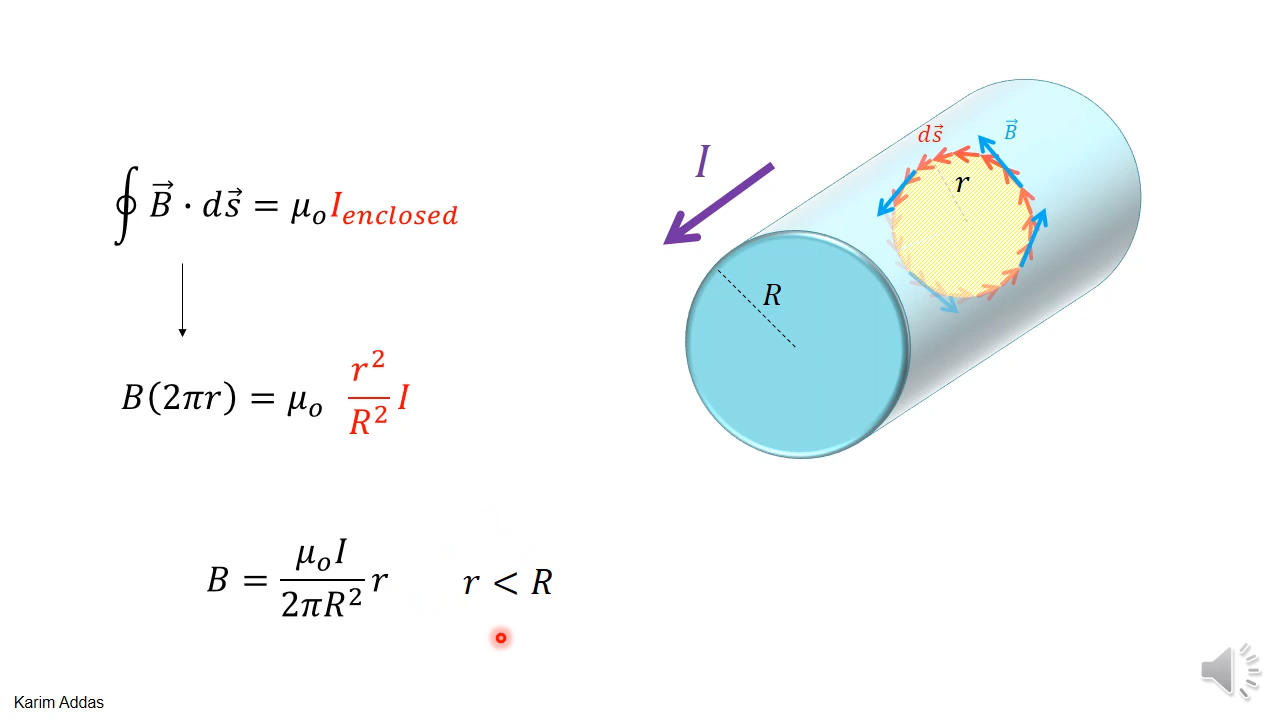 ∮ B⃗ · ds⃗ = μₒI_enclosed
B(2πr) = μₒ r²/R² I
B = μₒI/2πR² r    r < R
I
R
ds⃗
B⃗
r
Karim Addas